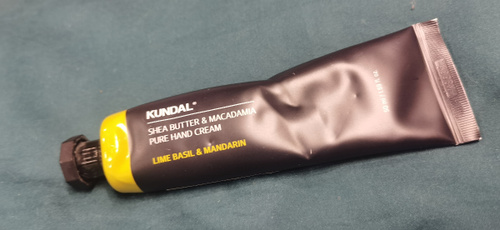 KUNDAL®
SHEA BUTTER & MACADAMIA
PURE HAND CREAM
LIME BASIL & MANDARIN